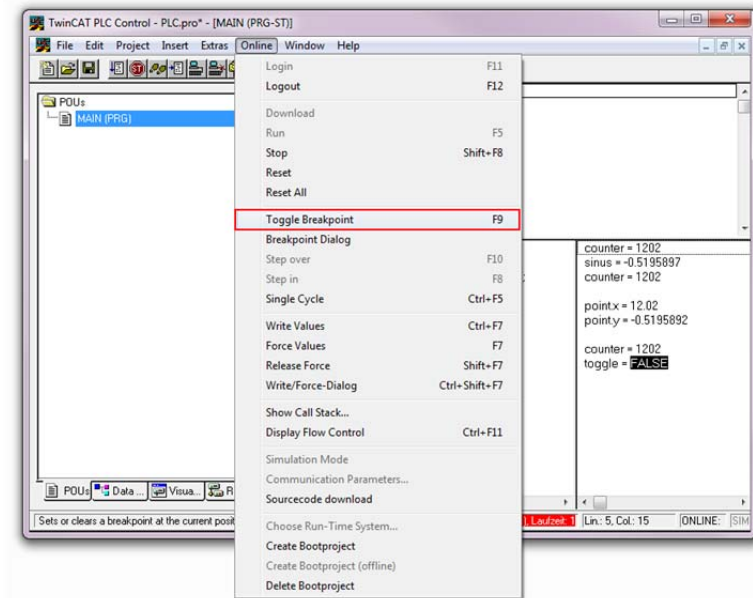 TwinCAT PLC Control - PLC.pro* - [MAIN (PRG-ST)]
File Edit Project Insert Extras Online Window Help
POUs
MAIN (PRG)
Login F11
Logout F12
Download
Run F5
Stop Shift+F8
Reset
Reset All
Toggle Breakpoint F9
Breakpoint Dialog
Step over F10
Step in F8
Single Cycle Ctrl+F5
Write Values Ctrl+F7
Force Values F7
Release Force Shift+F7
Write/Force-Dialog Ctrl+Shift+F7
Show Call Stack...
Display Flow Control Ctrl+F11
Simulation Mode
Communication Parameters...
Sourcecode download
Choose Run-Time System...
Create Bootproject
Create Bootproject (offline)
Delete Bootproject
counter = 1202
sinus = -0.5195897
counter = 1202
point.x = 12.02
point.y = -0.5195892
counter = 1202
toggle = FALSE
POUs Data ... Visua... R
Sets or clears a breakpoint at the current posit
Laufzeit: 1 Lin.: 5, Col.: 15 ONLINE: SIM